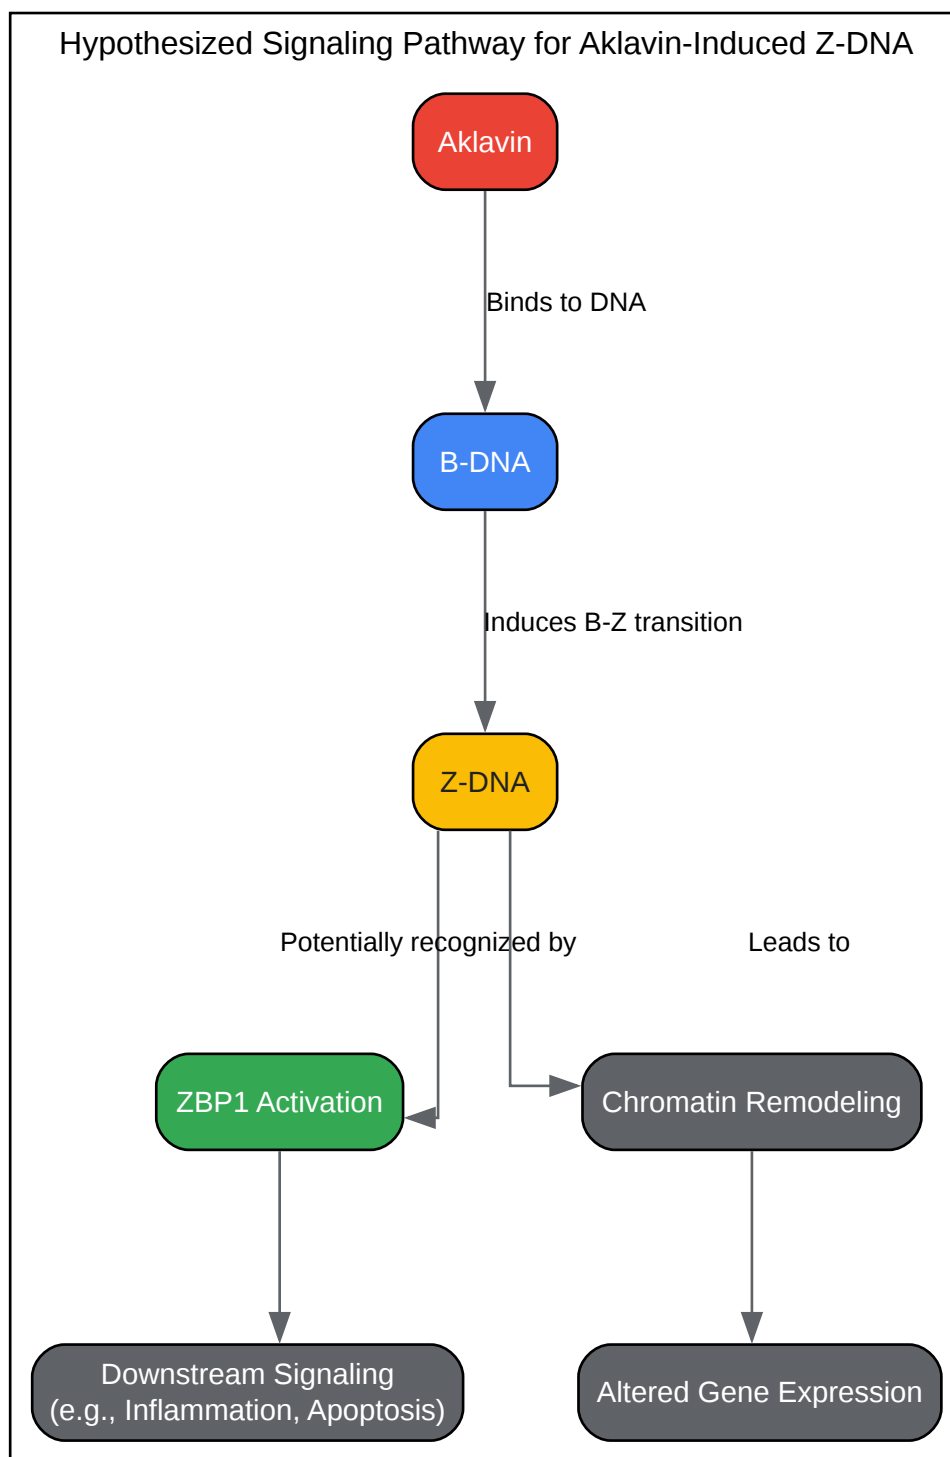 Hypothesized Signaling Pathway for Aklavin-Induced Z-DNA
Aklavin
Binds to DNA
B-DNA
Induces B-Z transition
Z-DNA
Potentially recognized by
Leads to
ZBP1 Activation
Chromatin Remodeling
Downstream Signaling
(e.g., Inflammation, Apoptosis)
Altered Gene Expression